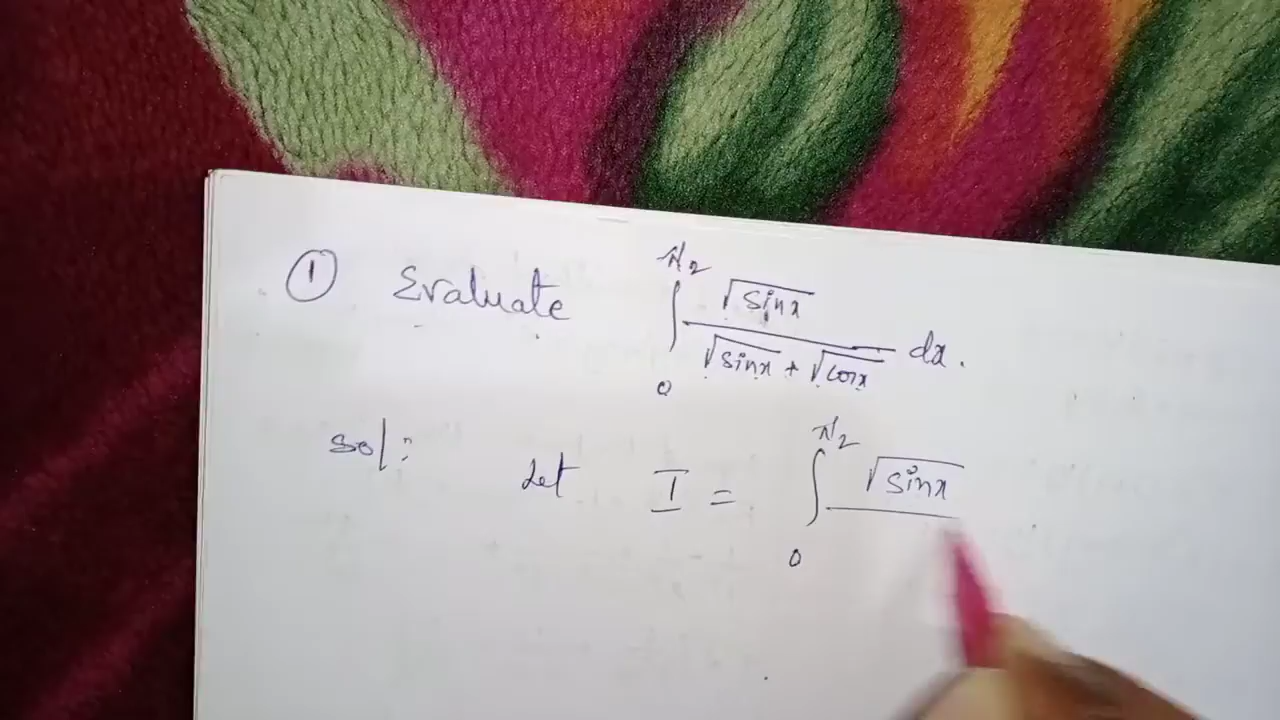 ① Evaluate ∫₀^π/2 √sinx / (√sinx + √cosx) dx.
Sol: Let I = ∫₀^π/2 √sinx